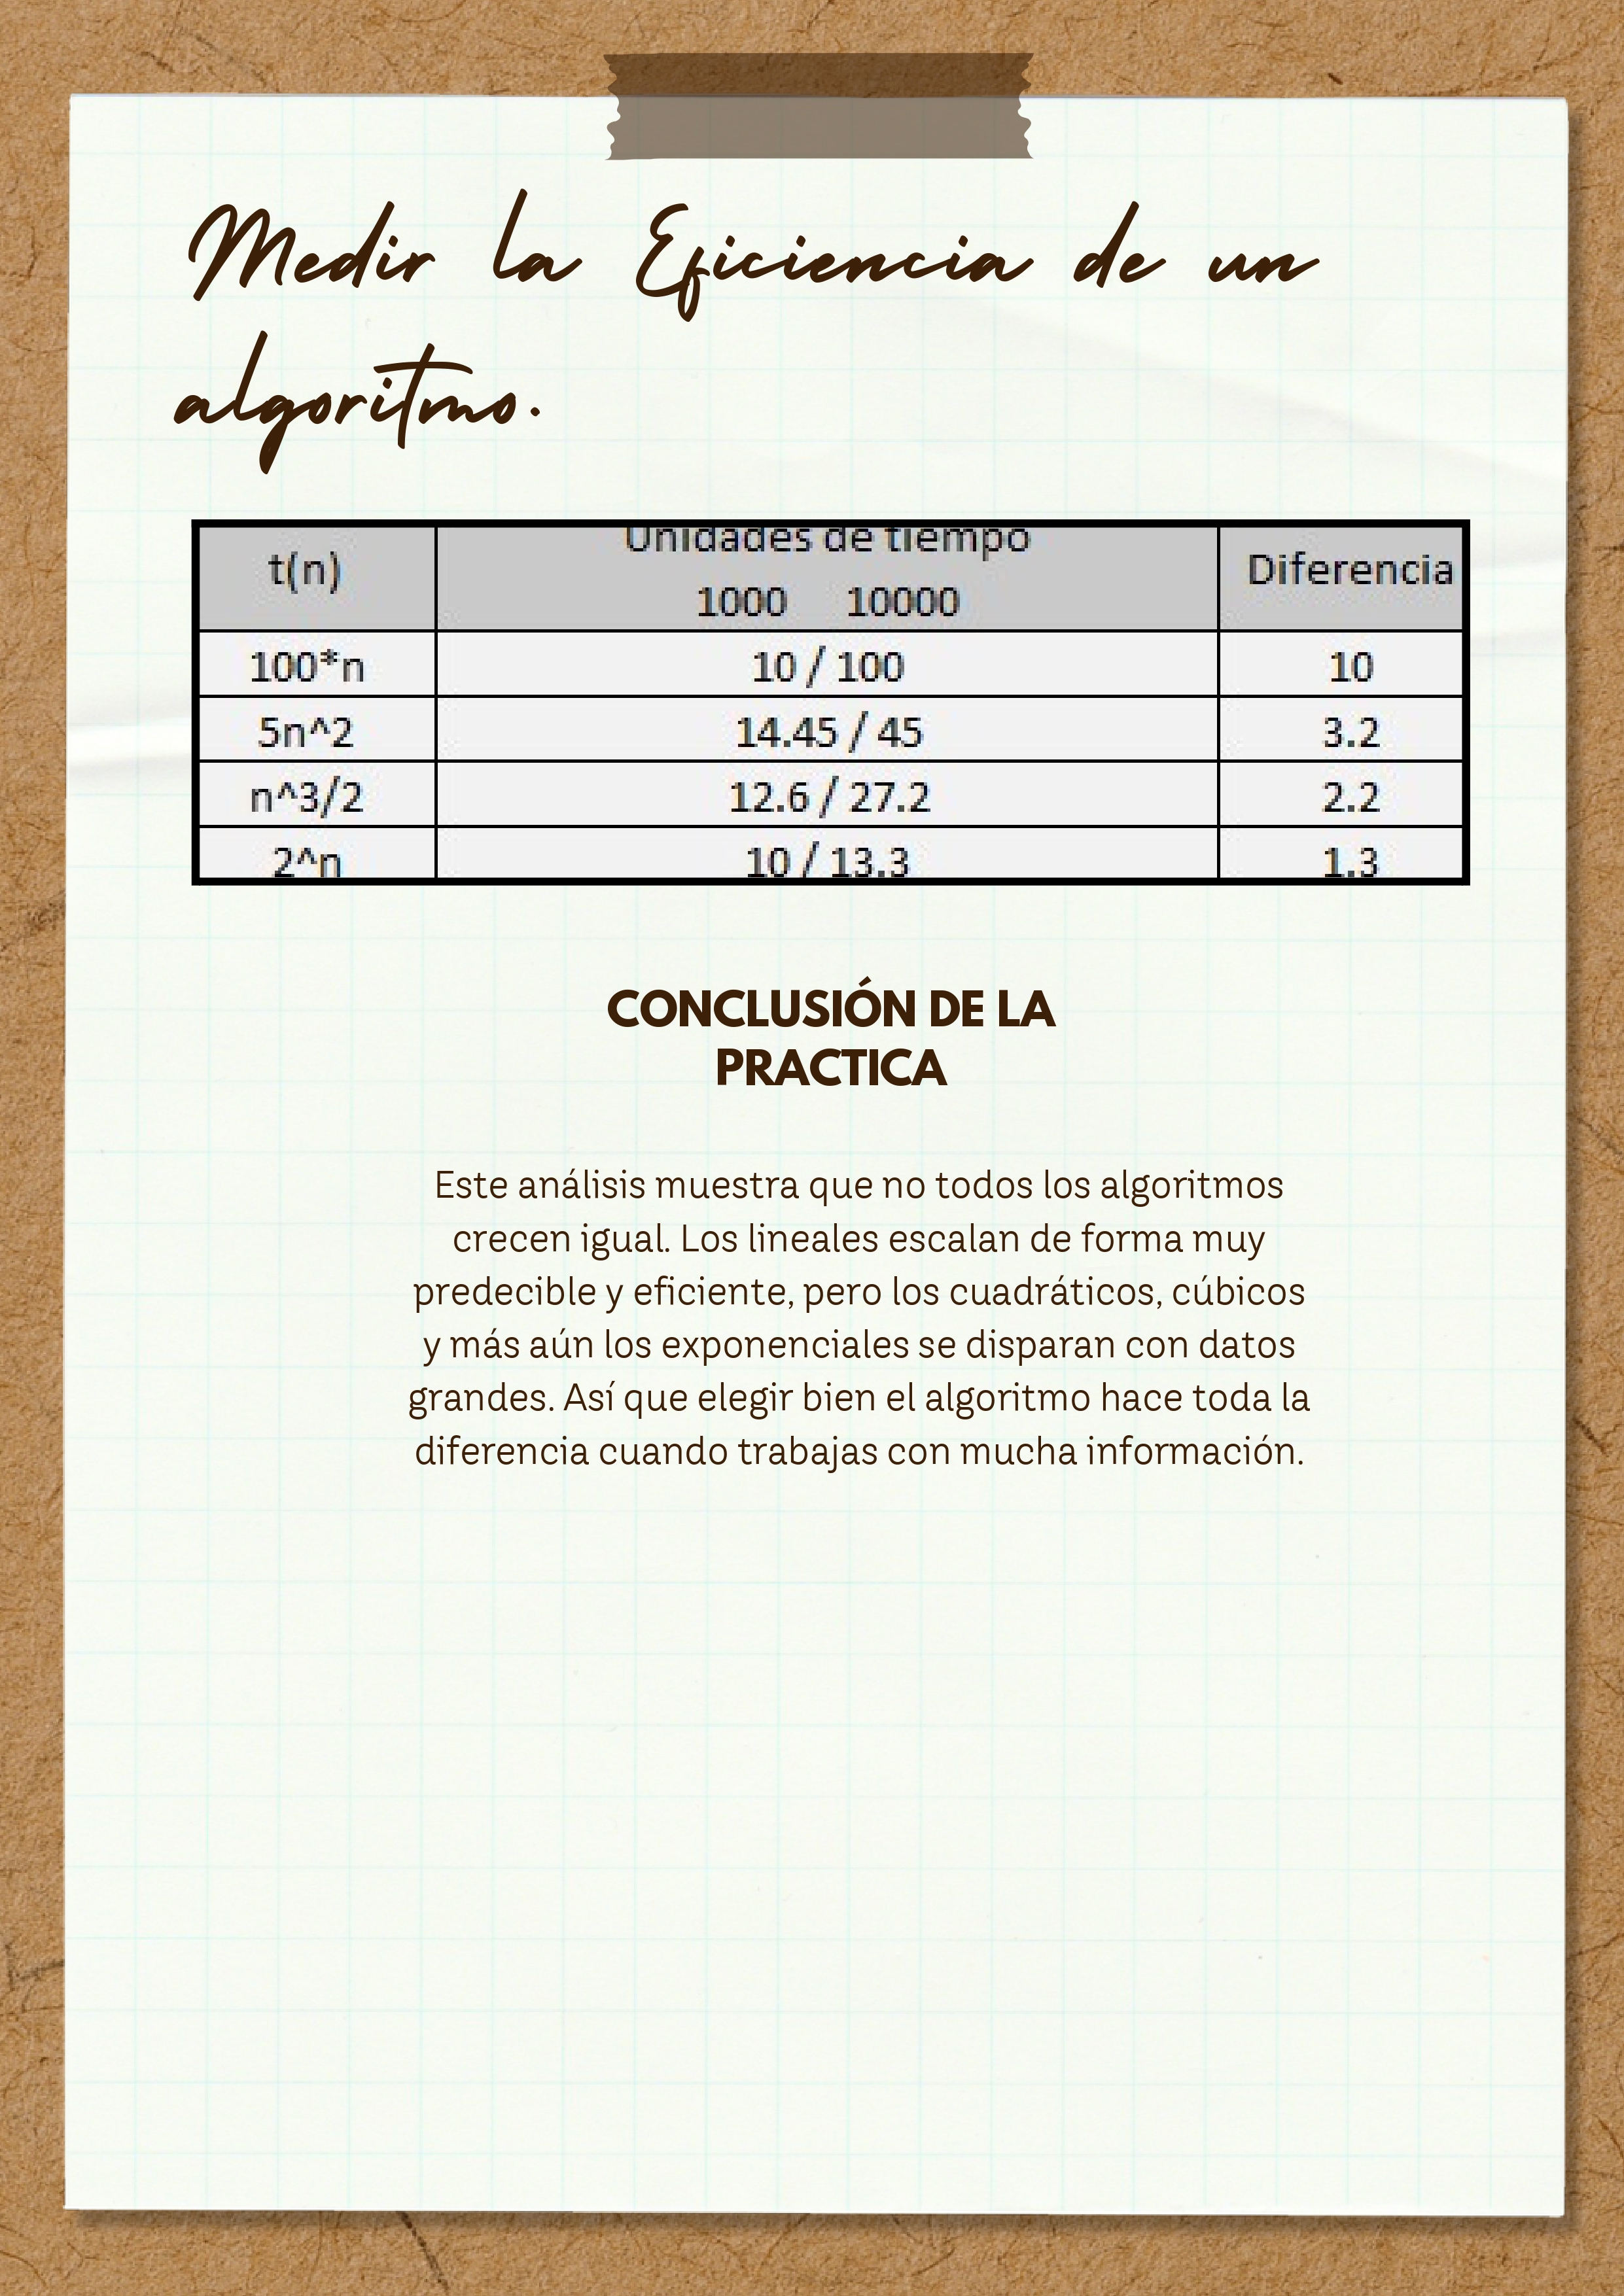 Medir la Eficiencia de un
algoritmo.
t(n) Unidades de tiempo Diferencia
1000 10000
100*n 10 / 100 10
5n^2 14.45 / 45 3.2
n^3/2 12.6 / 27.2 2.2
2^n 10 / 13.3 1.3
CONCLUSIÓN DE LA
PRACTICA
Este análisis muestra que no todos los algoritmos
crecen igual. Los lineales escalan de forma muy
predecible y eficiente, pero los cuadráticos, cúbicos
y más aún los exponenciales se disparan con datos
grandes. Así que elegir bien el algoritmo hace toda la
diferencia cuando trabajas con mucha información.